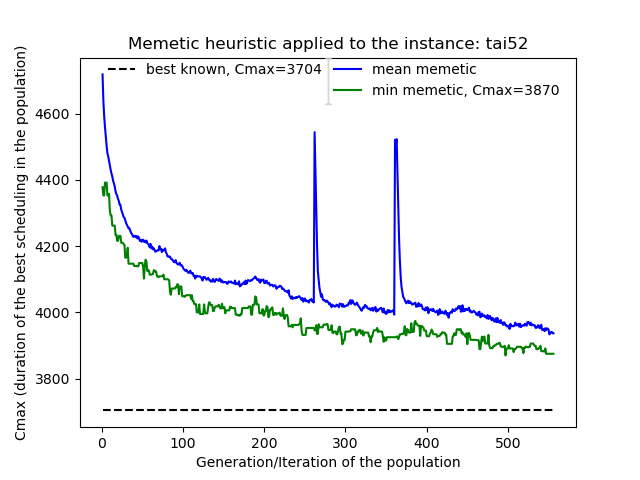 Memetic heuristic applied to the instance: tai52
best known, Cmax=3704
mean memetic
min memetic, Cmax=3870
Cmax (duration of the best scheduling in the population)
4600
4400
4200
4000
3800
0 100 200 300 400 500
Generation/Iteration of the population